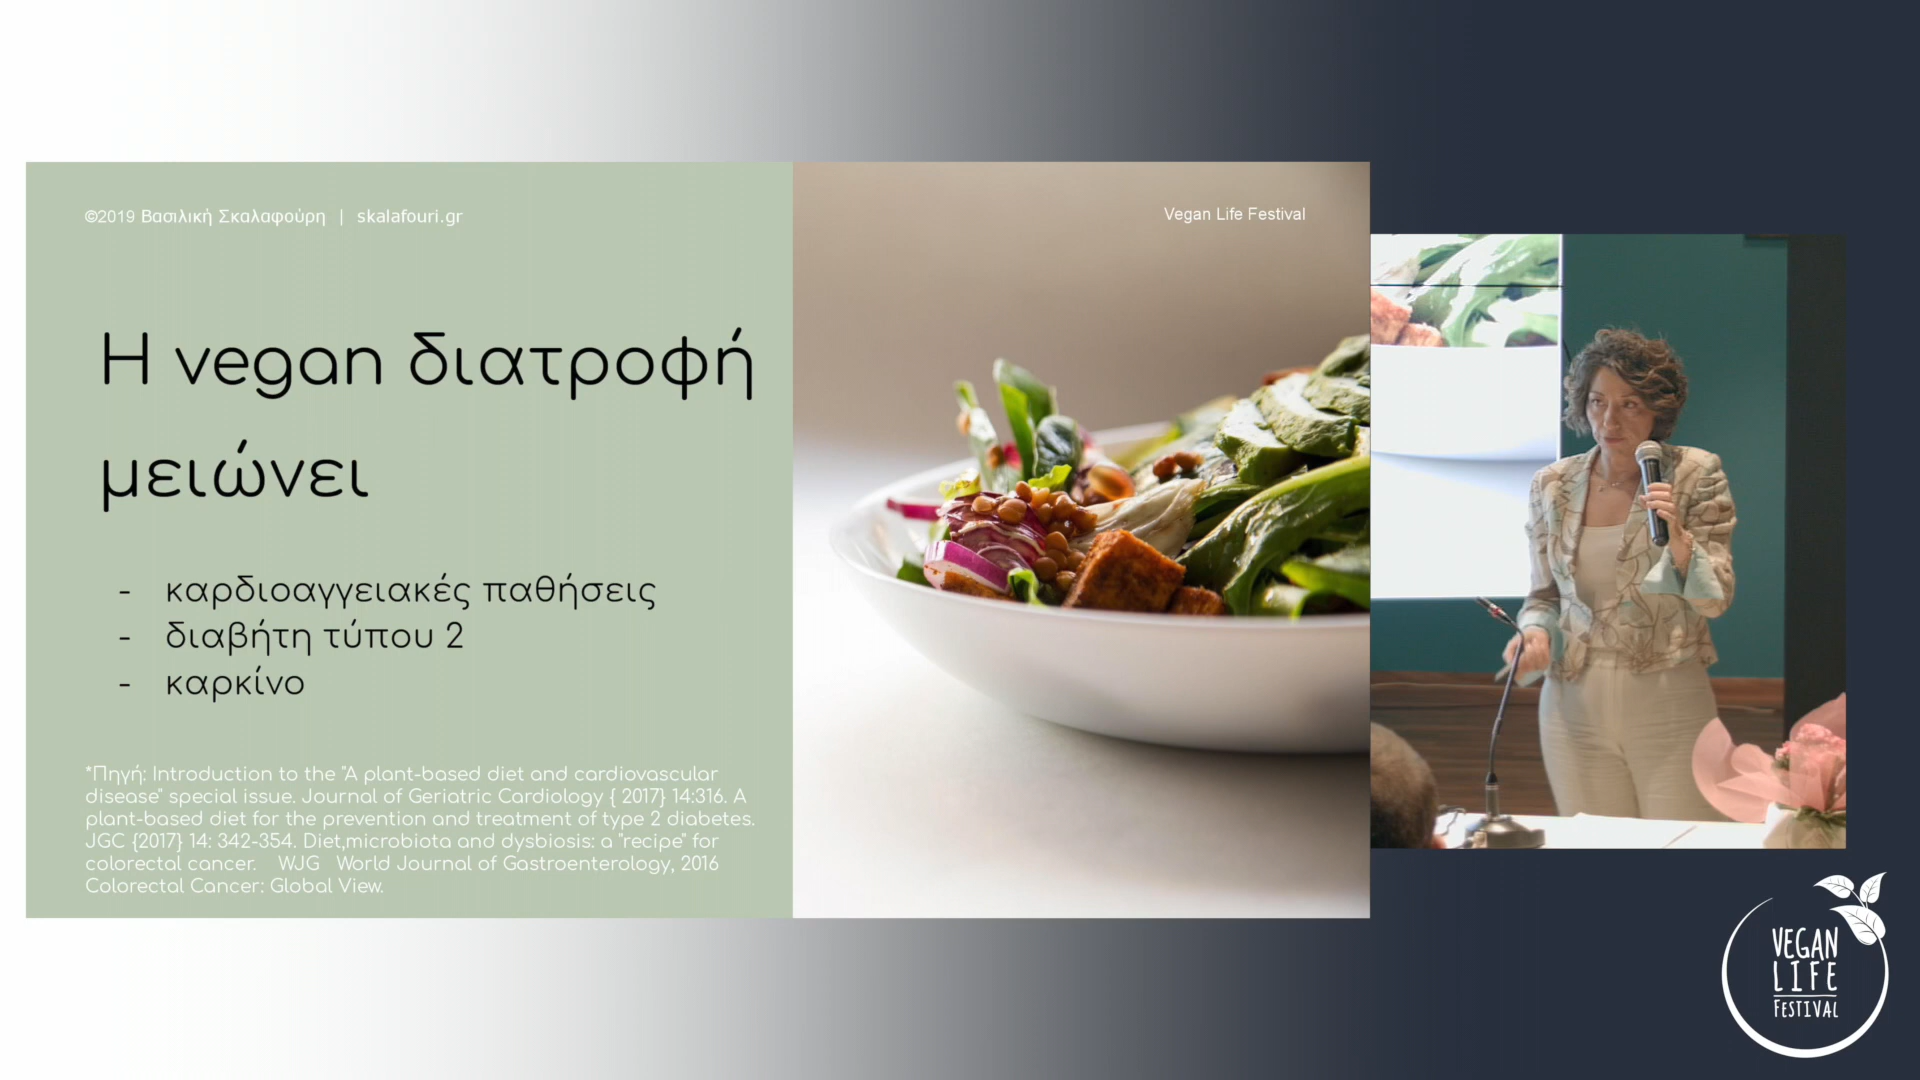 ©2019 Βασιλική Σκαλαφούρη | skalafouri.gr
Vegan Life Festival
Η vegan διατροφή
μειώνει
- καρδιοαγγειακές παθήσεις
- διαβήτη τύπου 2
- καρκίνο
*Πηγή: Introduction to the "A plant-based diet and cardiovascular
disease" special issue. Journal of Geriatric Cardiology { 2017} 14:316. A
plant-based diet for the prevention and treatment of type 2 diabetes.
JGC {2017} 14: 342-354. Diet,microbiota and dysbiosis: a "recipe" for
colorectal cancer. WJG World Journal of Gastroenterology, 2016
Colorectal Cancer: Global View.
VEGAN
LIFE
FESTIVAL